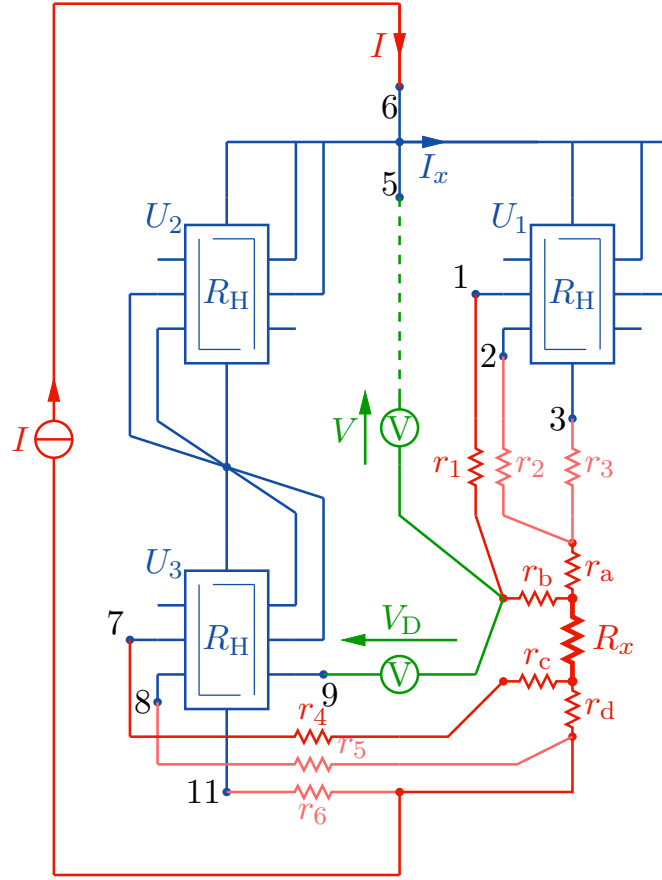 I
6
I_x
5
U_2
U_1
1
R_H
R_H
2
3
V
V
I
r_1
r_2
r_3
U_3
r_b
r_a
7
R_H
V_D
R_x
r_c
9
V
8
r_d
r_4
r_5
11
r_6